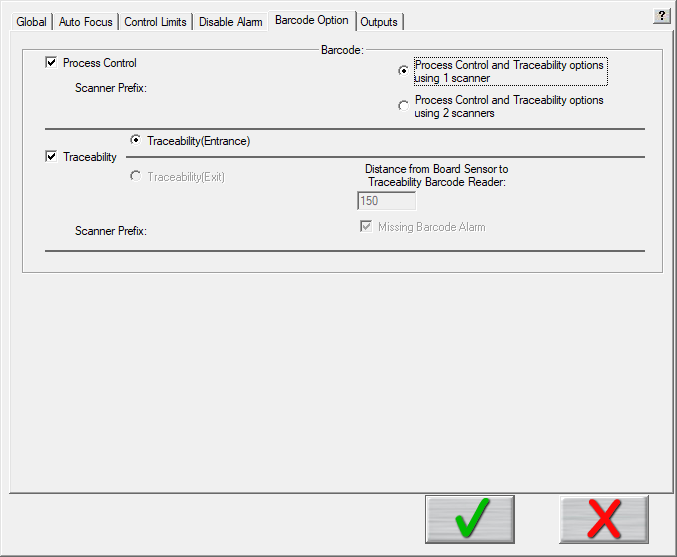 ?
Global Auto Focus Control Limits Disable Alarm Barcode Option Outputs
Barcode:
Process Control
Scanner Prefix:
Process Control and Traceability options
using 1 scanner
Process Control and Traceability options
using 2 scanners
Traceability(Entrance)
Traceability
Traceability(Exit)
Distance from Board Sensor to
Traceability Barcode Reader:
150
Missing Barcode Alarm
Scanner Prefix: